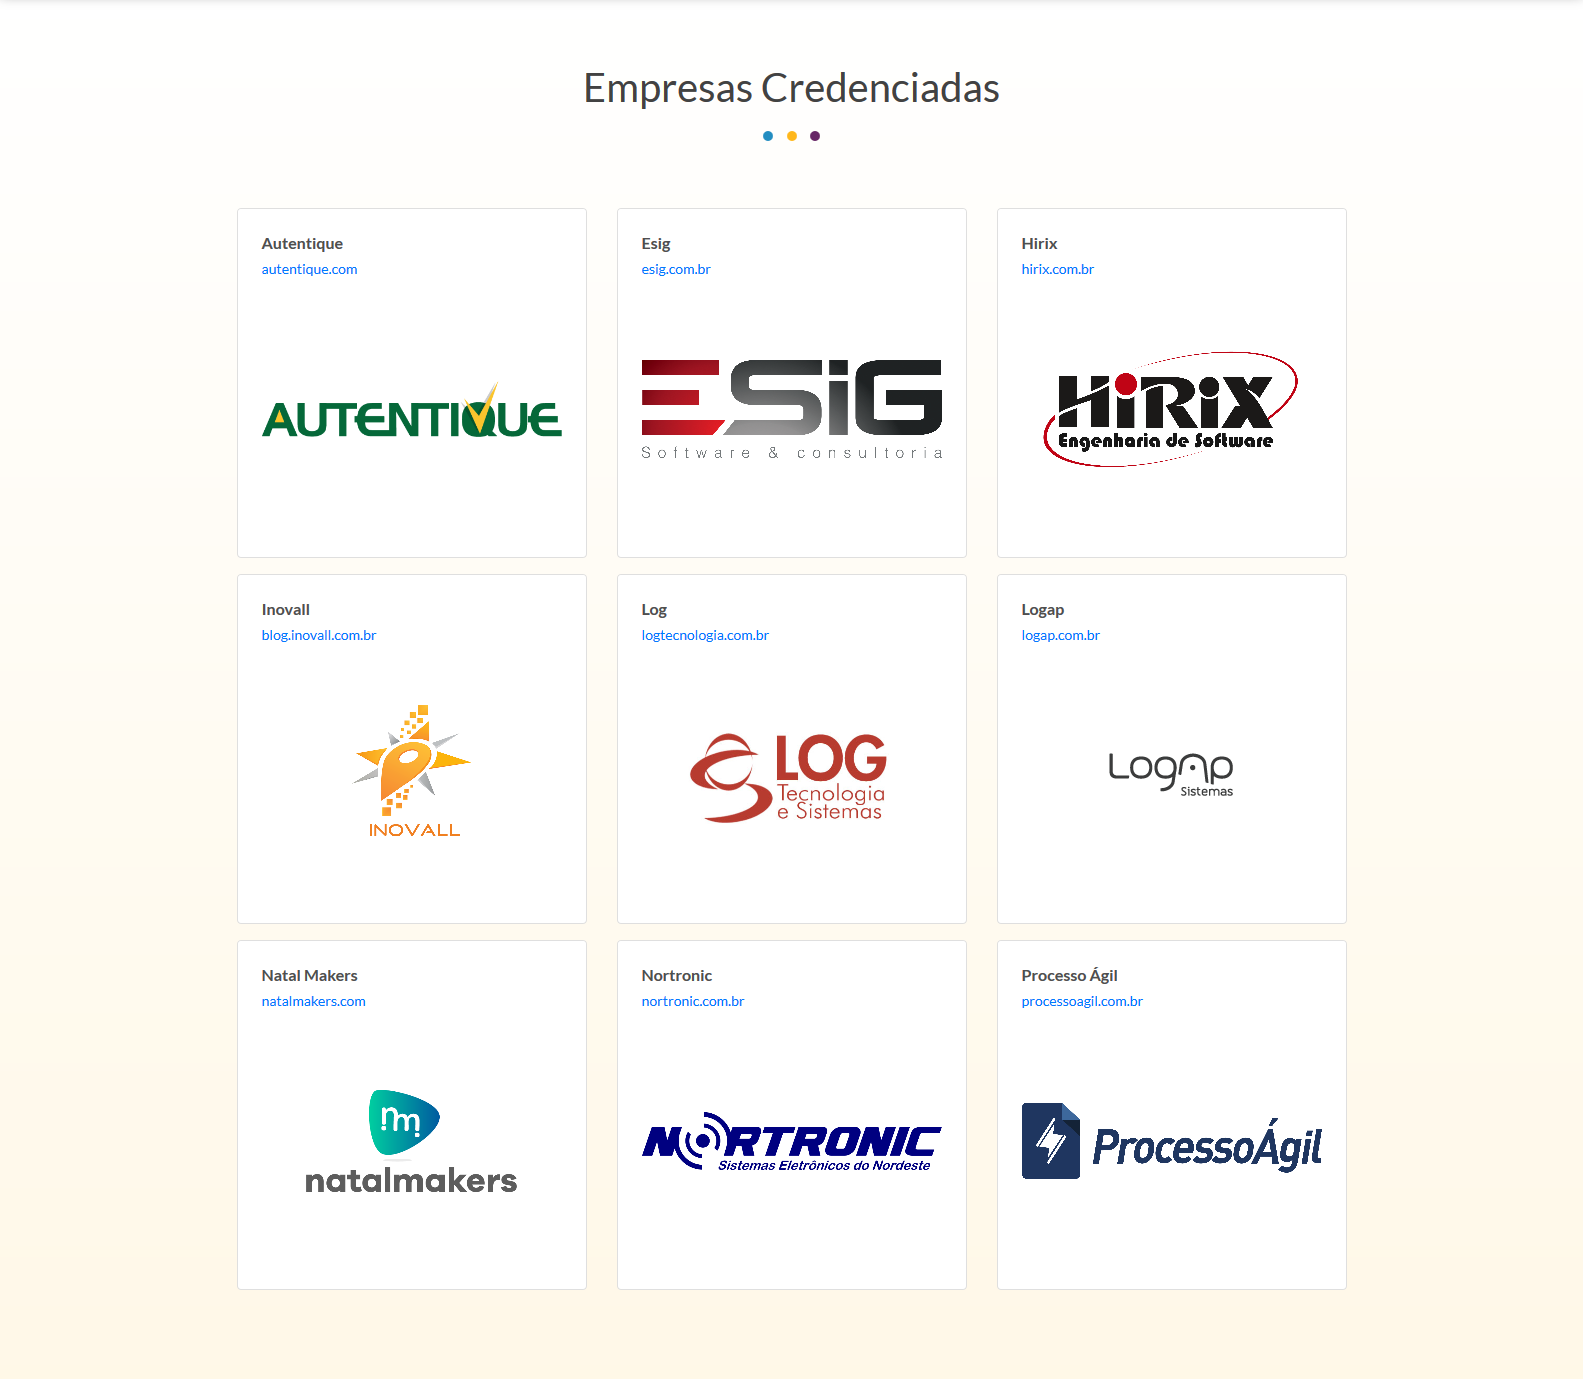 Empresas Credenciadas
Autentique
autentique.com
AUTENTIQUE
Esig
esig.com.br
ESiG
Software & consultoria
Hirix
hirix.com.br
HiRiX
Engenharia de Software
Inovall
blog.inovall.com.br
INOVALL
Log
logtecnologia.com.br
LOG
Tecnologia
e Sistemas
Logap
logap.com.br
Logap
Sistemas
Natal Makers
natalmakers.com
nm
natalmakers
Nortronic
nortronic.com.br
NORTRONIC
Sistemas Eletrônicos do Nordeste
Processo Ágil
processoagil.com.br
ProcessoÁgil